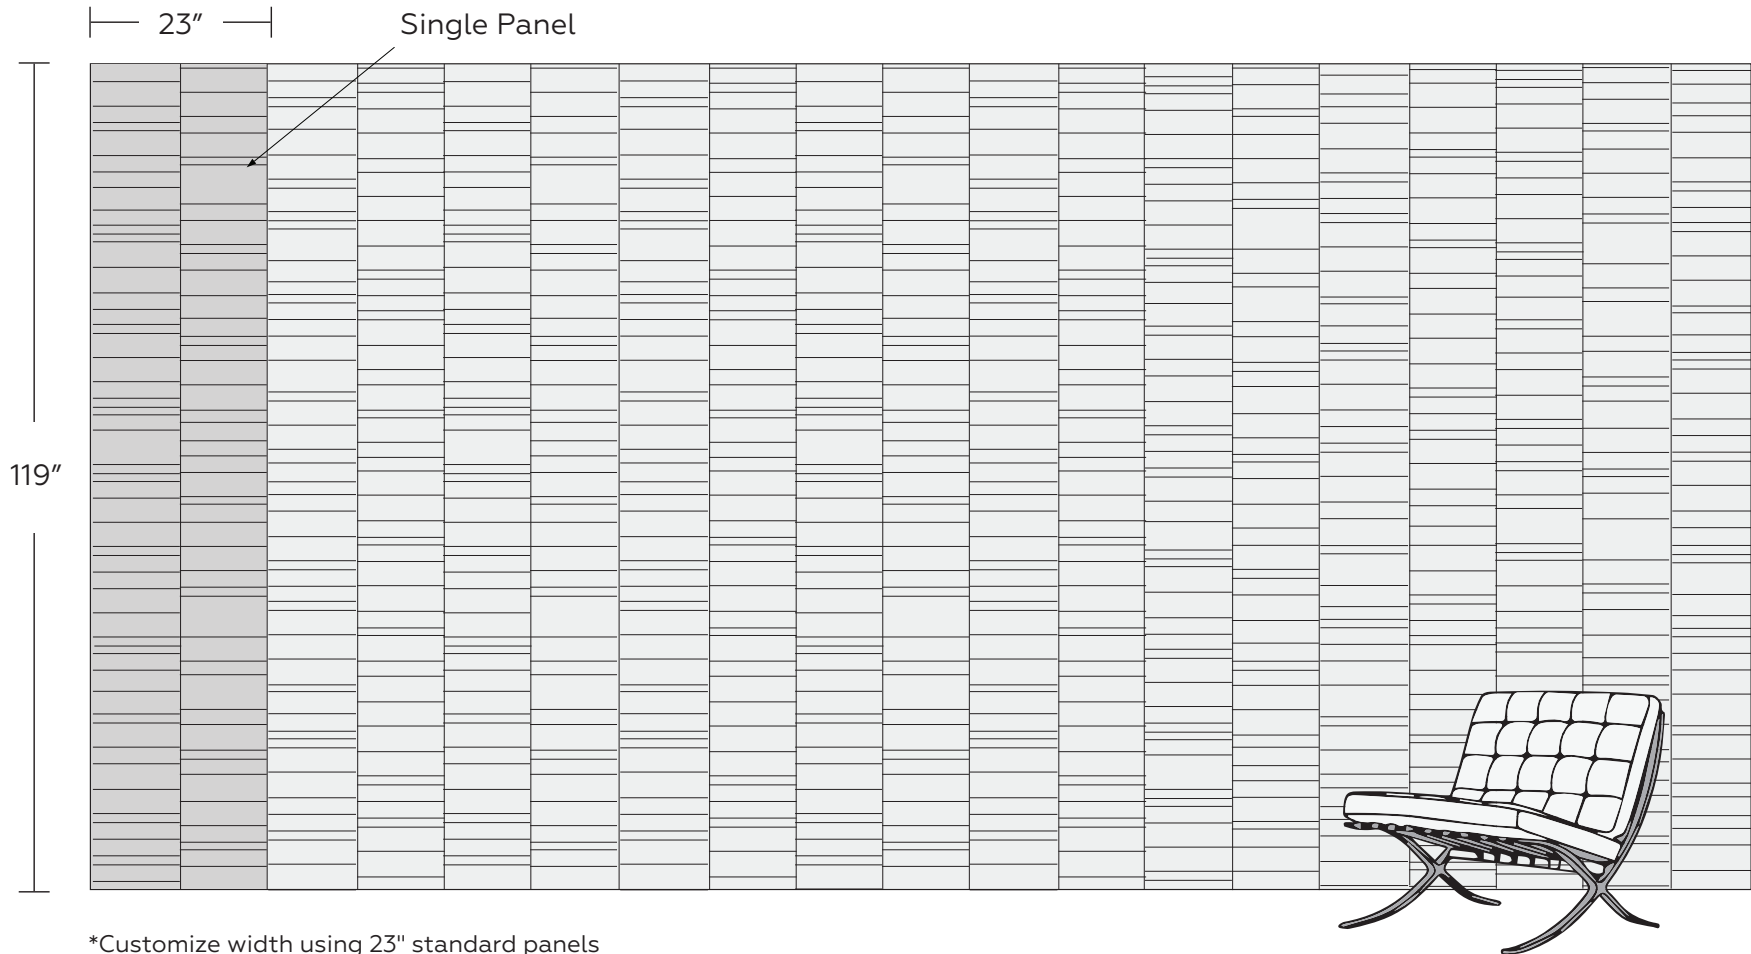 23″
Single Panel
119″
*Customize width using 23" standard panels